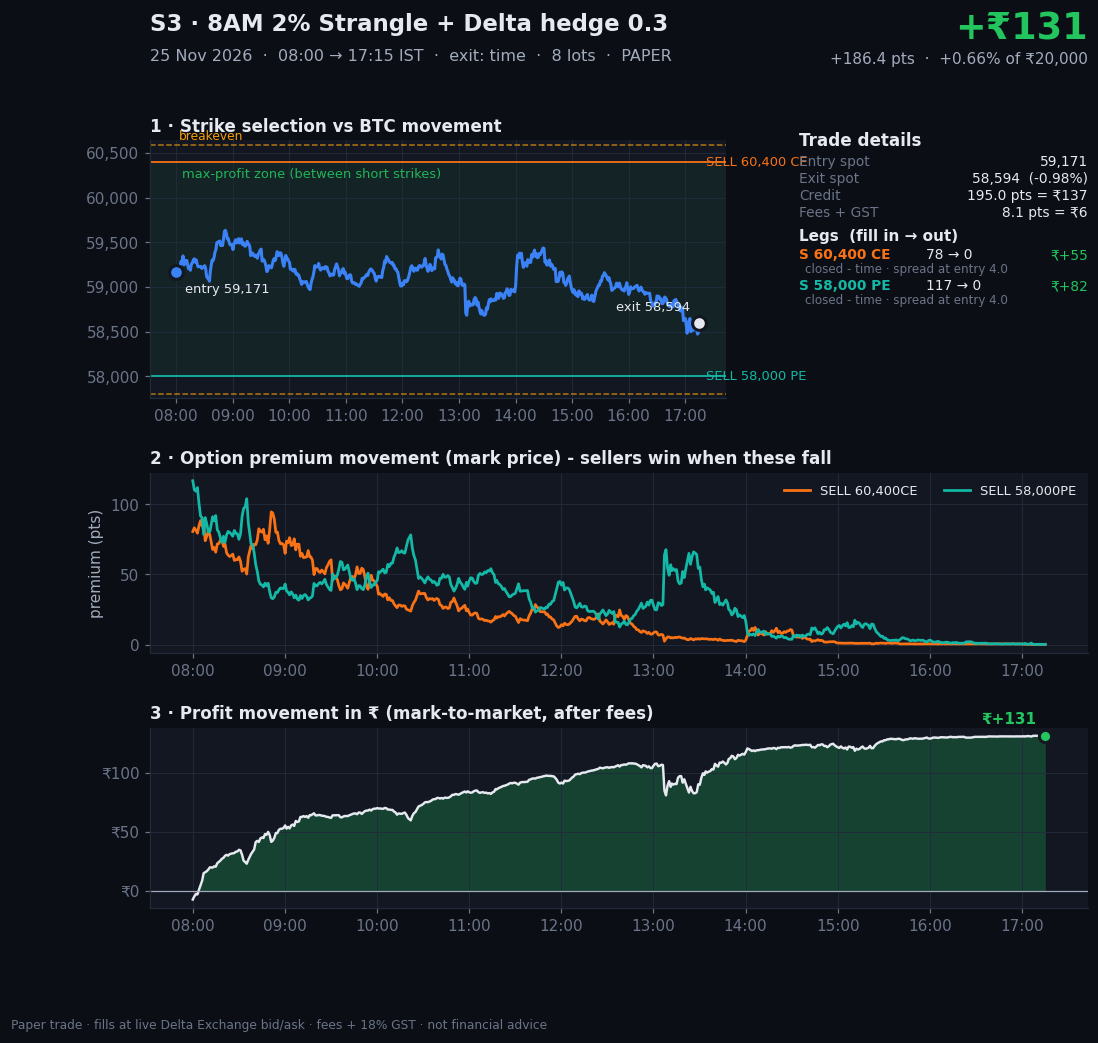 S3 · 8AM 2% Strangle + Delta hedge 0.3
+₹131
25 Nov 2026 · 08:00 → 17:15 IST · exit: time · 8 lots · PAPER
+186.4 pts · +0.66% of ₹20,000
1 · Strike selection vs BTC movement
breakeven
60,500
60,000
59,500
59,000
58,500
58,000
SELL 60,400 CE
max-profit zone (between short strikes)
entry 59,171
exit 58,594
SELL 58,000 PE
08:00 09:00 10:00 11:00 12:00 13:00 14:00 15:00 16:00 17:00
Trade details
Entry spot 59,171
Exit spot 58,594 (-0.98%)
Credit 195.0 pts = ₹137
Fees + GST 8.1 pts = ₹6
Legs (fill in → out)
S 60,400 CE 78 → 0 ₹+55
closed - time · spread at entry 4.0
S 58,000 PE 117 → 0 ₹+82
closed - time · spread at entry 4.0
2 · Option premium movement (mark price) - sellers win when these fall
SELL 60,400CE SELL 58,000PE
premium (pts)
100
50
0
08:00 09:00 10:00 11:00 12:00 13:00 14:00 15:00 16:00 17:00
3 · Profit movement in ₹ (mark-to-market, after fees)
₹+131
₹100
₹50
₹0
08:00 09:00 10:00 11:00 12:00 13:00 14:00 15:00 16:00 17:00
Paper trade · fills at live Delta Exchange bid/ask · fees + 18% GST · not financial advice